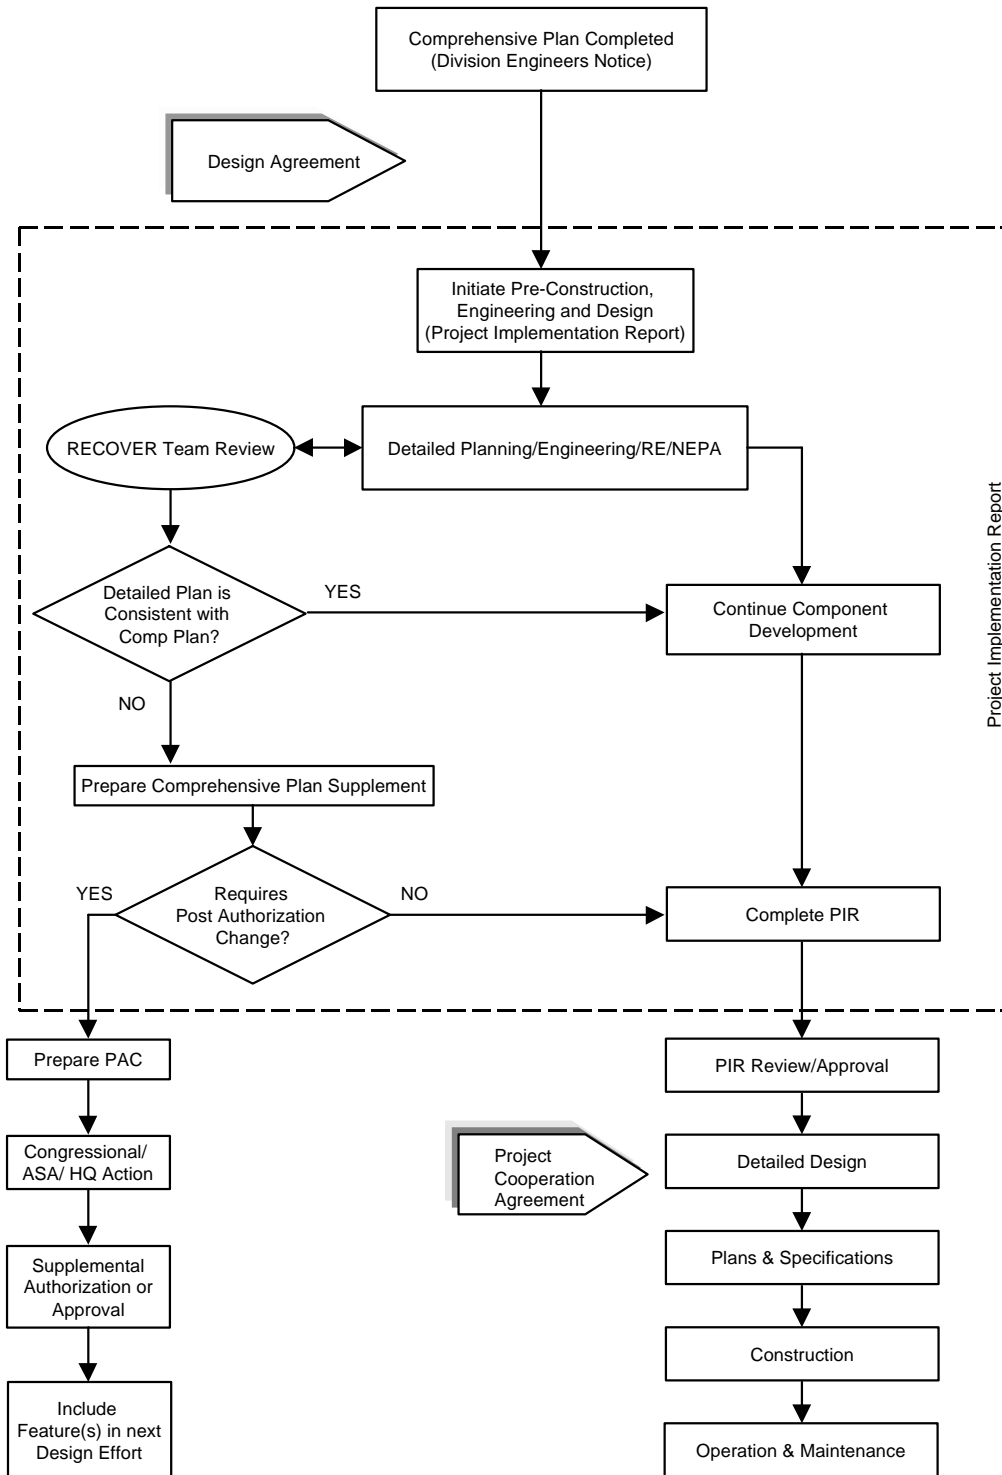 Comprehensive Plan Completed
(Division Engineers Notice)
Design Agreement
Initiate Pre-Construction,
Engineering and Design
(Project Implementation Report)
RECOVER Team Review
Detailed Planning/Engineering/RE/NEPA
Project Implementation Report
Detailed Plan is
Consistent with
Comp Plan?
YES
Continue Component
Development
NO
Prepare Comprehensive Plan Supplement
YES
Requires
Post Authorization
Change?
NO
Complete PIR
Prepare PAC
PIR Review/Approval
Congressional/
ASA/ HQ Action
Project
Cooperation
Agreement
Detailed Design
Supplemental
Authorization or
Approval
Plans & Specifications
Construction
Include
Feature(s) in next
Design Effort
Operation & Maintenance